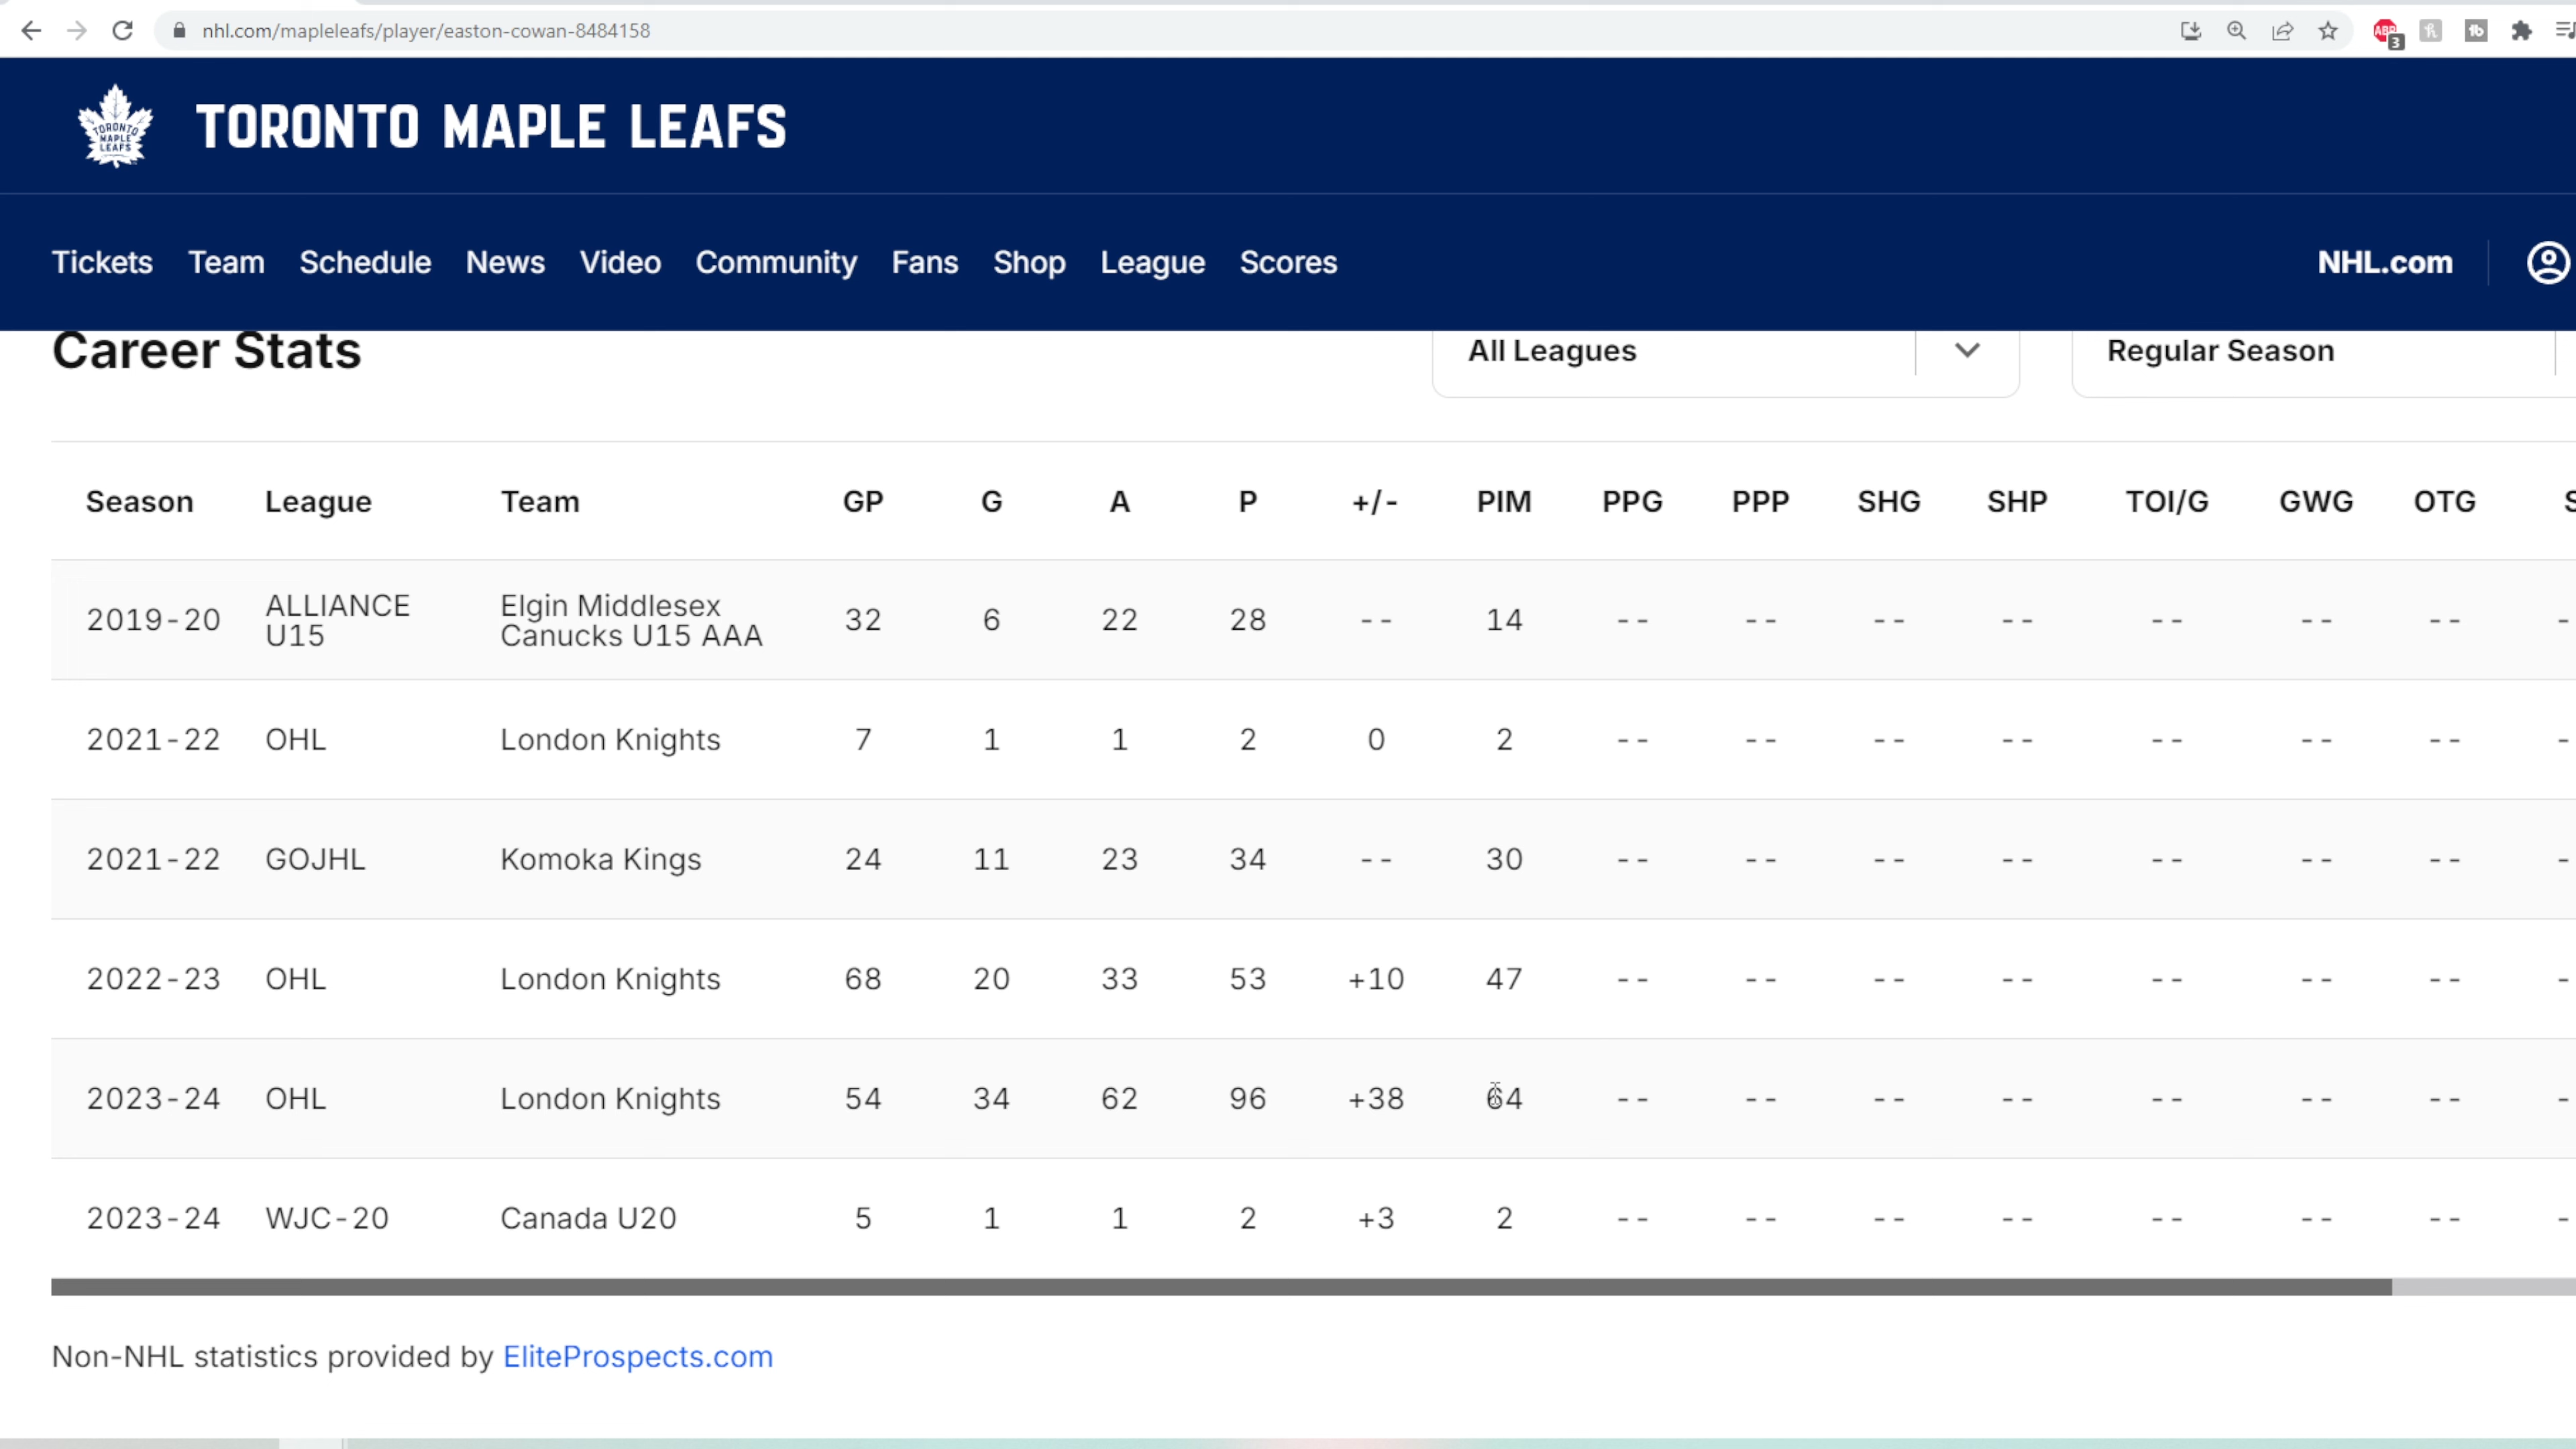 nhl.com/mapleleafs/player/easton-cowan-8484158
ABP
3
TORONTO
MAPLE
LEAFS
TORONTO MAPLE LEAFS
Tickets Team Schedule News Video Community Fans Shop League Scores NHL.com
Career Stats All Leagues Regular Season
Season League Team GP G A P +/- PIM PPG PPP SHG SHP TOI/G GWG OTG S
2019-20 ALLIANCE U15 Elgin Middlesex Canucks U15 AAA 32 6 22 28 -- 14 -- -- -- -- -- -- -- -
2021-22 OHL London Knights 7 1 1 2 0 2 -- -- -- -- -- -- -- -
2021-22 GOJHL Komoka Kings 24 11 23 34 -- 30 -- -- -- -- -- -- -- -
2022-23 OHL London Knights 68 20 33 53 +10 47 -- -- -- -- -- -- -- -
2023-24 OHL London Knights 54 34 62 96 +38 64 -- -- -- -- -- -- -- -
2023-24 WJC-20 Canada U20 5 1 1 2 +3 2 -- -- -- -- -- -- -- -
Non-NHL statistics provided by EliteProspects.com